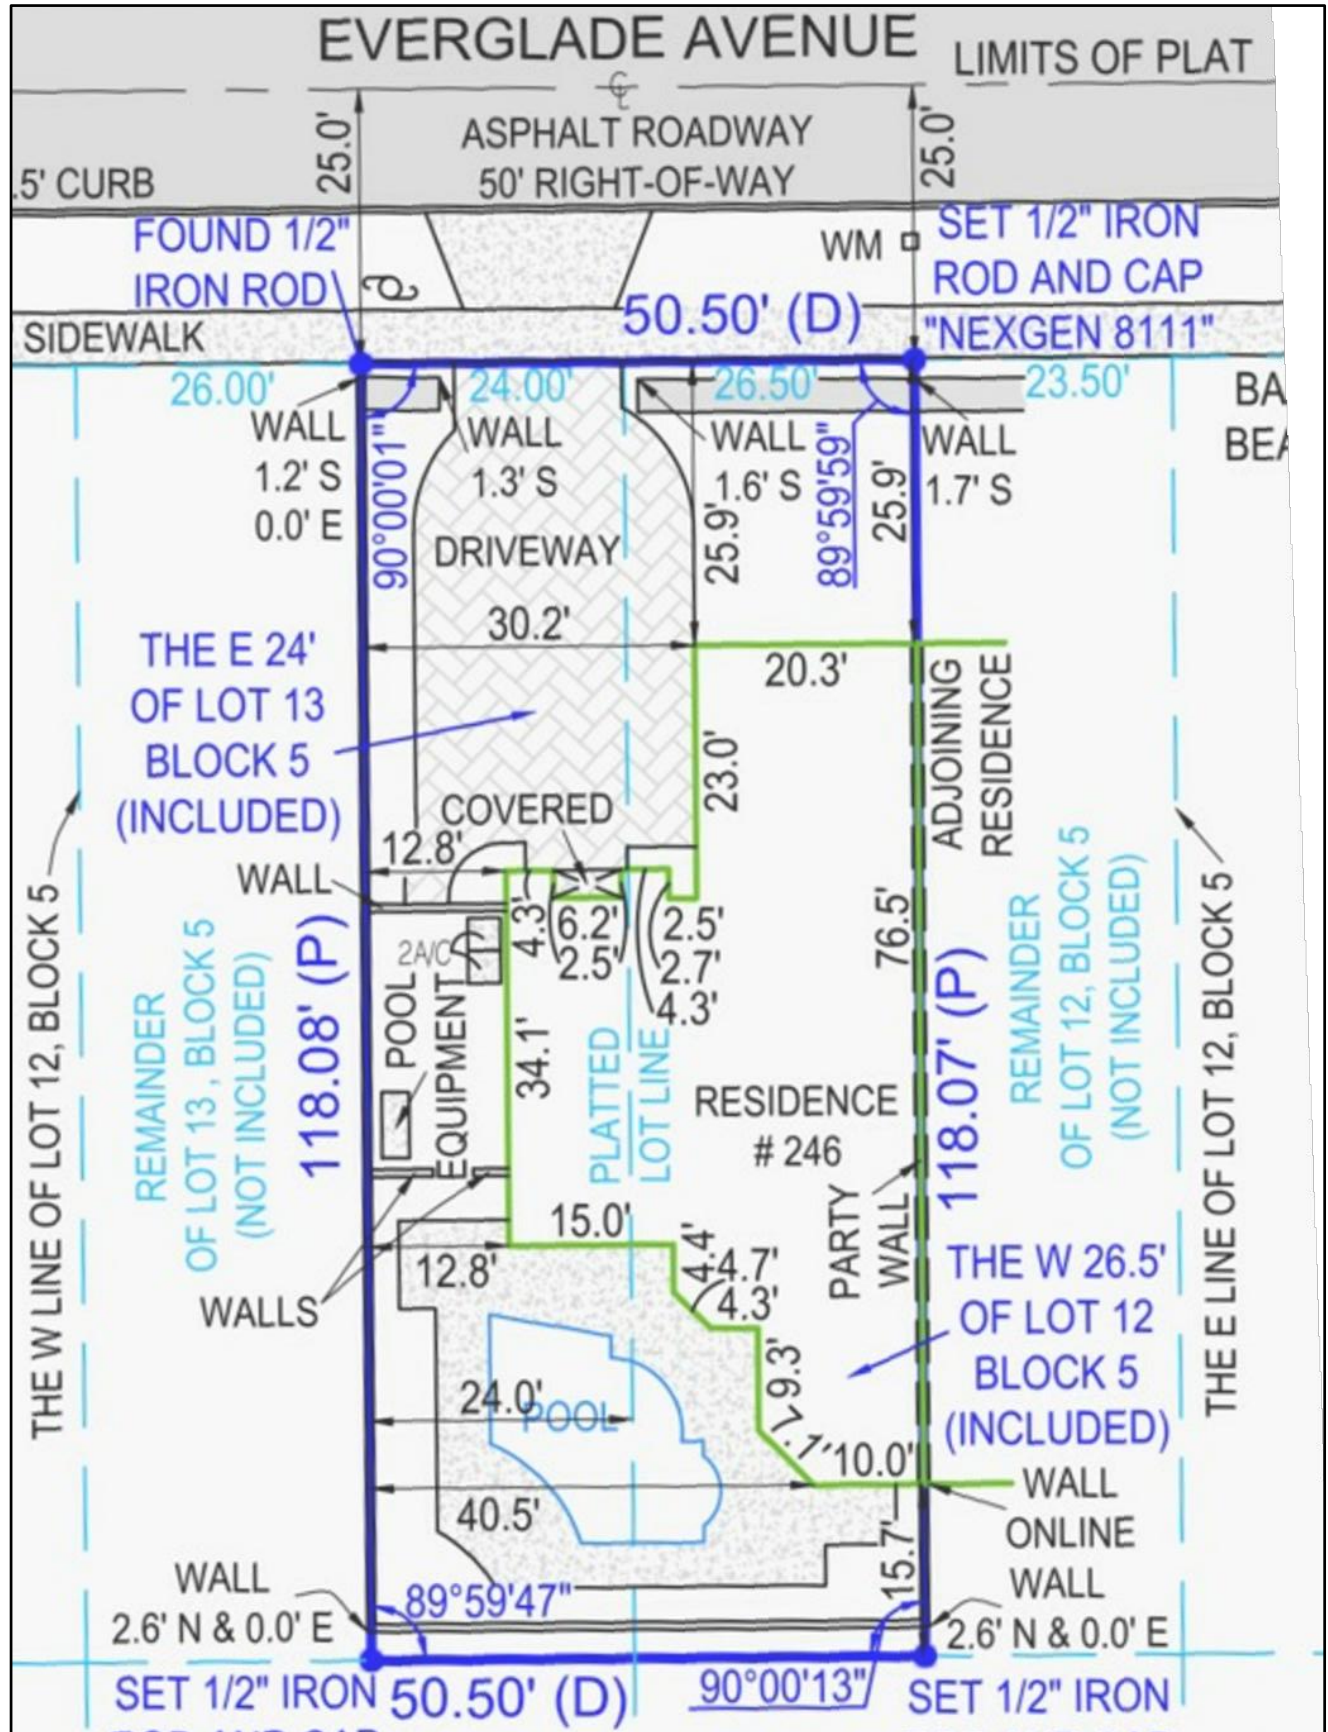 EVERGLADE AVENUE
LIMITS OF PLAT
25.0'
ASPHALT ROADWAY
50' RIGHT-OF-WAY
25.0'
.5' CURB
FOUND 1/2"
IRON ROD
WM
SET 1/2" IRON
ROD AND CAP
"NEXGEN 8111"
50.50' (D)
SIDEWALK
26.00'
24.00'
26.50'
23.50'
BA
BEA
WALL
1.2' S
0.0' E
90°00'01"
WALL
1.3' S
WALL
1.6' S
89°59'59"
25.9'
WALL
1.7' S
25.9'
DRIVEWAY
30.2'
20.3'
THE E 24'
OF LOT 13
BLOCK 5
(INCLUDED)
23.0'
ADJOINING
RESIDENCE
COVERED
12.8'
WALL
4.3'
6.2'
2.5'
2.5'
2.7'
4.3'
2A/C
POOL
EQUIPMENT
34.1'
76.5'
THE W LINE OF LOT 12, BLOCK 5
REMAINDER
OF LOT 13 , BLOCK 5
(NOT INCLUDED)
118.08' (P)
PLATTED
LOT LINE
RESIDENCE
# 246
118.07' (P)
REMAINDER
OF LOT 12, BLOCK 5
(NOT INCLUDED)
THE E LINE OF LOT 12, BLOCK 5
PARTY
WALL
15.0'
12.8'
4.4'
4.7'
4.3'
WALLS
THE W 26.5'
OF LOT 12
BLOCK 5
(INCLUDED)
9.3'
24.0'
POOL
7.1'
10.0'
40.5'
WALL
ONLINE
15.7'
WALL
2.6' N & 0.0' E
89°59'47"
WALL
2.6' N & 0.0' E
SET 1/2" IRON
50.50' (D)
90°00'13"
SET 1/2" IRON